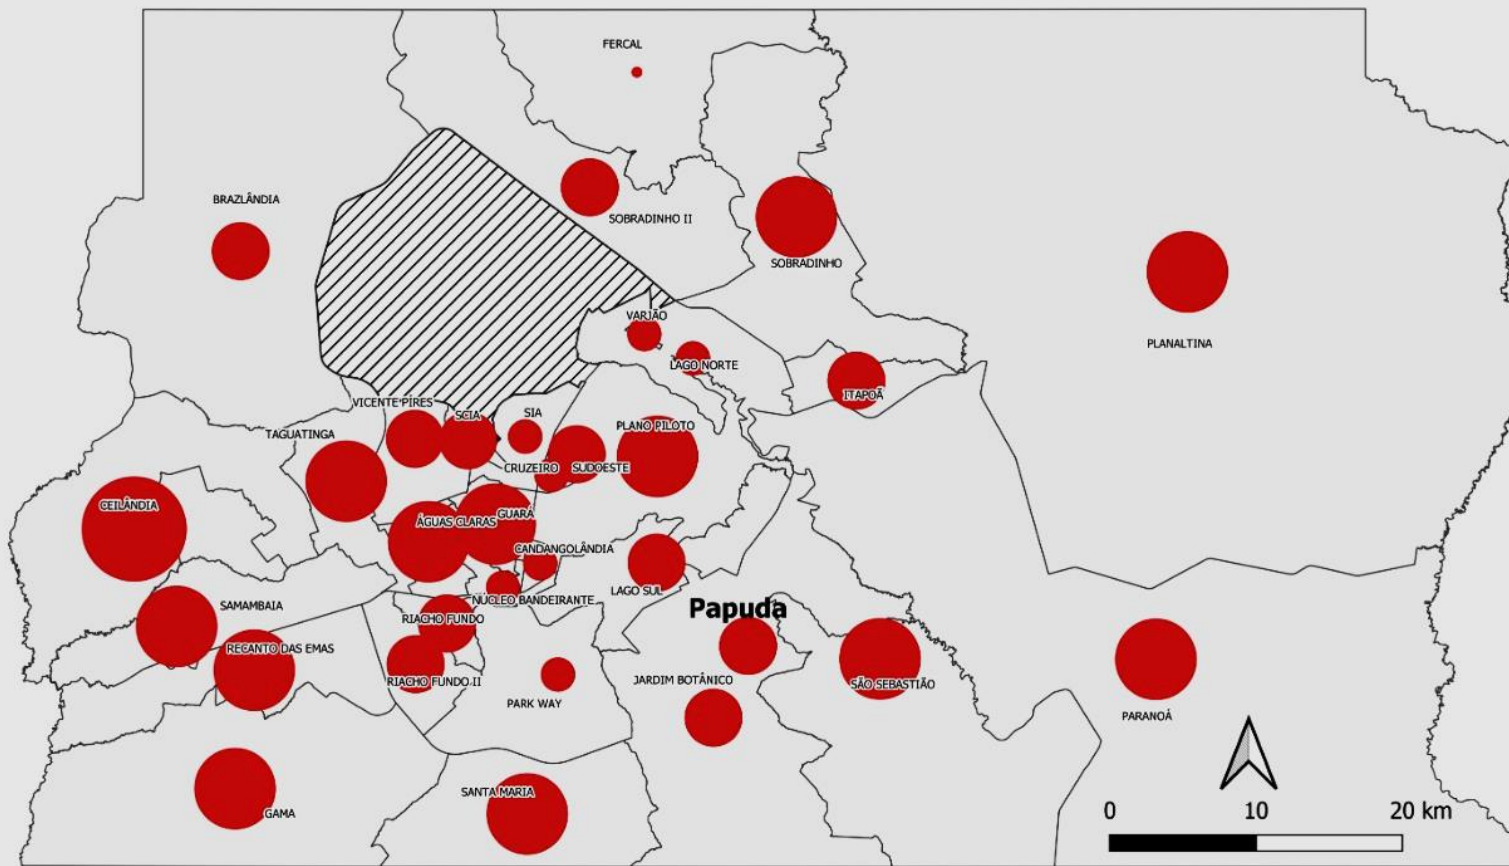 FERCAL
BRAZLÂNDIA
SOBRADINHO II
SOBRADINHO
VARJÃO
PLANALTINA
LAGO NORTE
ITAPOÃ
VICENTE PIRES
SCIA
SIA
PLANO PILOTO
TAGUATINGA
CRUZEIRO
SUDOESTE
CEILÂNDIA
ÁGUAS CLARAS
GUARÁ
CANDANGOLÂNDIA
LAGO SUL
NÚCLEO BANDEIRANTE
SAMAMBAIA
Papuda
RIACHO FUNDO
RECANTO DAS EMAS
RIACHO FUNDO II
JARDIM BOTÂNICO
SÃO SEBASTIÃO
PARK WAY
PARANOÁ
SANTA MARIA
GAMA
0 10 20 km